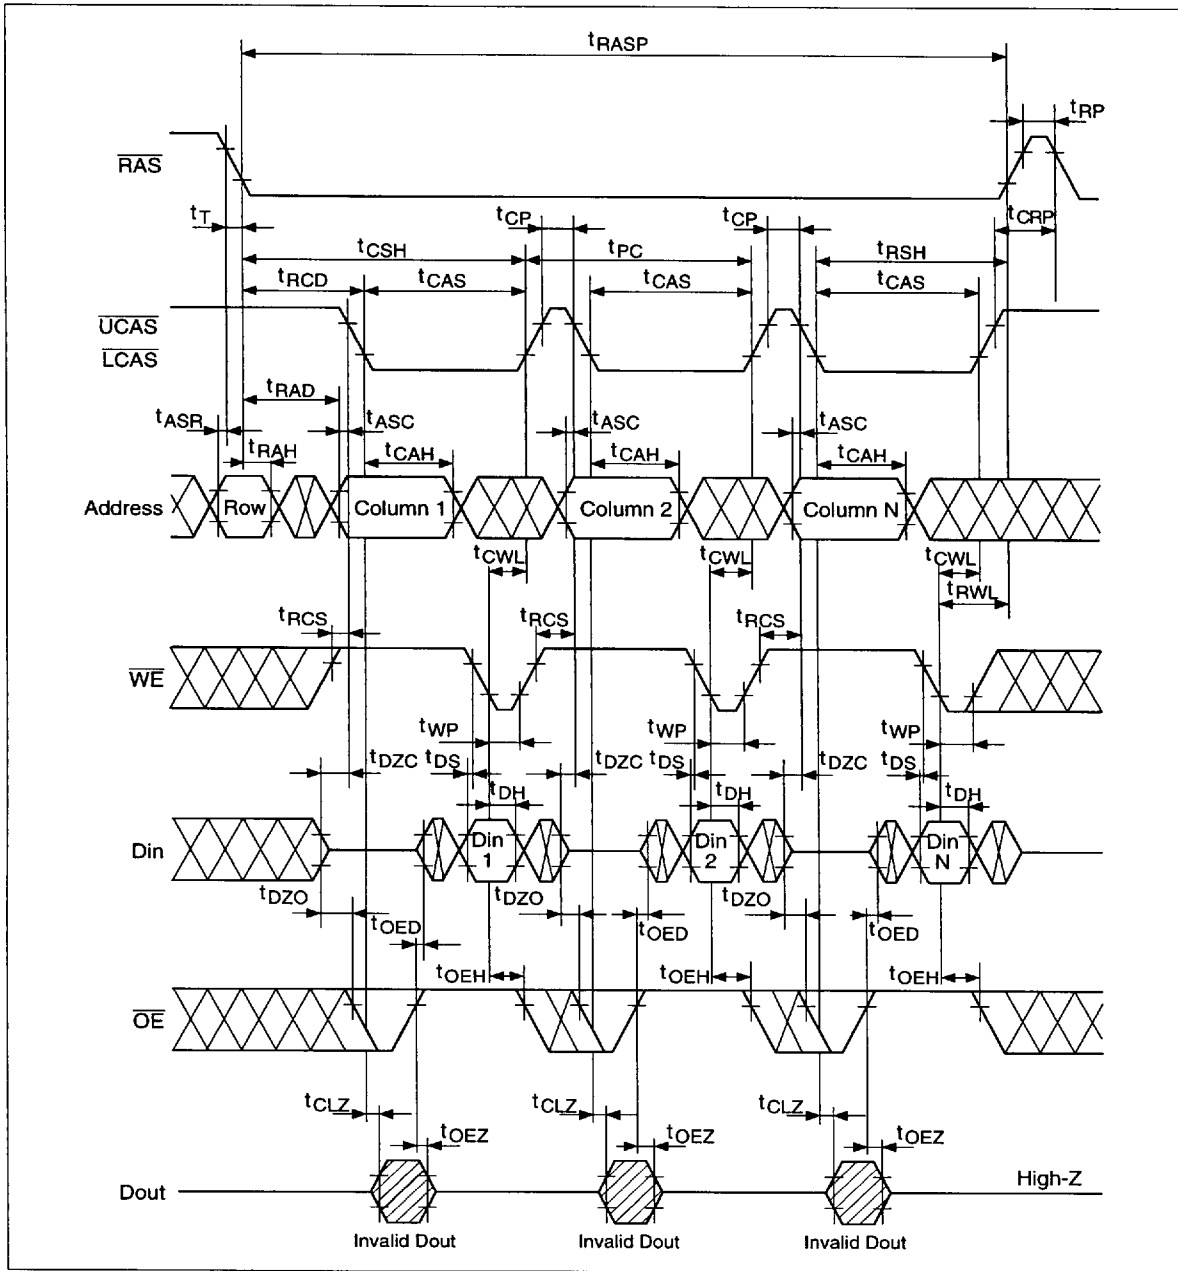 tRASP
tRP
RAS
tT tCP tCP tCRP
tCSH tPC tRSH
tRCD tCAS tCAS tCAS
UCAS
LCAS
tRAD
tASR tASC tASC tASC
tRAH tCAH tCAH tCAH
Address Row Column 1 Column 2 Column N
tCWL tCWL tCWL
tRWL
tRCS tRCS tRCS
WE
tWP tWP tWP
tDZC tDS tDZC tDS tDZC tDS
tDH tDH tDH
Din Din 1 Din 2 Din N
tDZO tDZO tDZO
tOED tOED tOED
tOEH tOEH tOEH
OE
tCLZ tCLZ tCLZ
tOEZ tOEZ tOEZ
Dout High-Z
Invalid Dout Invalid Dout Invalid Dout